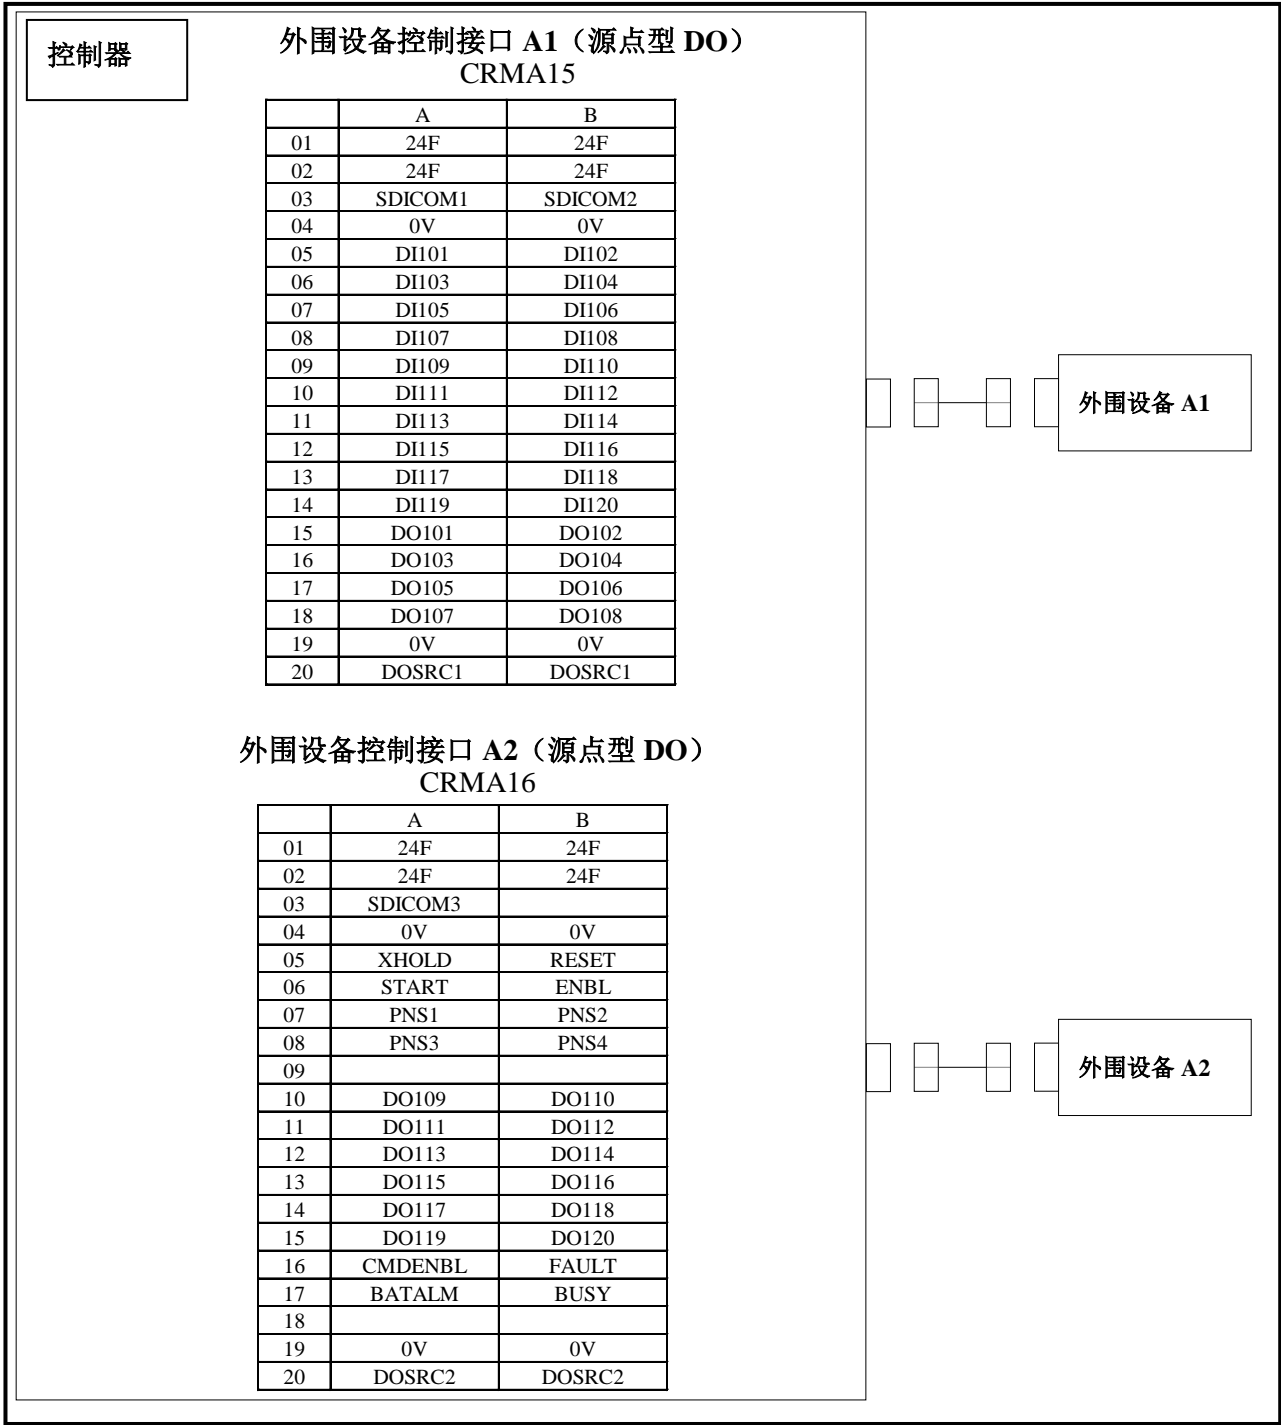 控制器
外围设备控制接口 A1（源点型 DO）
CRMA15
A B
01 24F 24F
02 24F 24F
03 SDICOM1 SDICOM2
04 0V 0V
05 DI101 DI102
06 DI103 DI104
07 DI105 DI106
08 DI107 DI108
09 DI109 DI110
10 DI111 DI112
11 DI113 DI114
12 DI115 DI116
13 DI117 DI118
14 DI119 DI120
15 DO101 DO102
16 DO103 DO104
17 DO105 DO106
18 DO107 DO108
19 0V 0V
20 DOSRC1 DOSRC1
外围设备 A1
外围设备控制接口 A2（源点型 DO）
CRMA16
A B
01 24F 24F
02 24F 24F
03 SDICOM3
04 0V 0V
05 XHOLD RESET
06 START ENBL
07 PNS1 PNS2
08 PNS3 PNS4
09
10 DO109 DO110
11 DO111 DO112
12 DO113 DO114
13 DO115 DO116
14 DO117 DO118
15 DO119 DO120
16 CMDENBL FAULT
17 BATALM BUSY
18
19 0V 0V
20 DOSRC2 DOSRC2
外围设备 A2